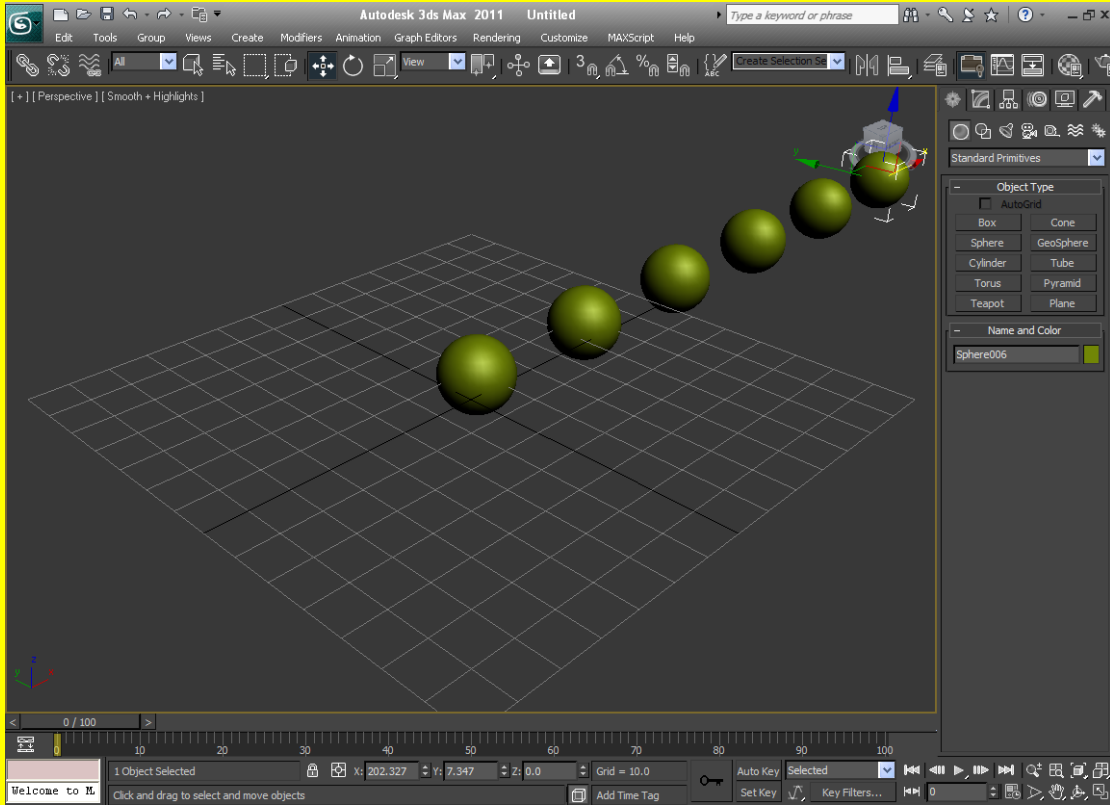 Autodesk 3ds Max 2011 Untitled
Type a keyword or phrase
Edit Tools Group Views Create Modifiers Animation Graph Editors Rendering Customize MAXScript Help
All
View
3
%
ABC
Create Selection Se
[ + ] [ Perspective ] [ Smooth + Highlights ]
y
x
Standard Primitives
Object Type
AutoGrid
Box Cone
Sphere GeoSphere
Cylinder Tube
Torus Pyramid
Teapot Plane
Name and Color
Sphere006
z
y
x
< 0 / 100 >
0 10 20 30 40 50 60 70 80 90 100
1 Object Selected
X: 202.327 Y: 7.347 Z: 0.0
Grid = 10.0
Auto Key Selected
0
Welcome to M
Click and drag to select and move objects
Add Time Tag
Set Key Key Filters...